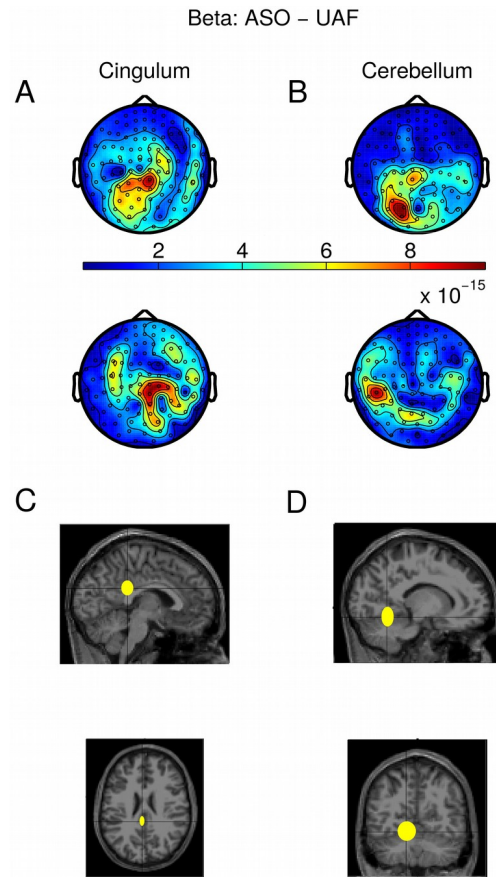 Beta: ASO − UAF
Cingulum
Cerebellum
A
B
2 4 6 8
x 10^−15
C
D